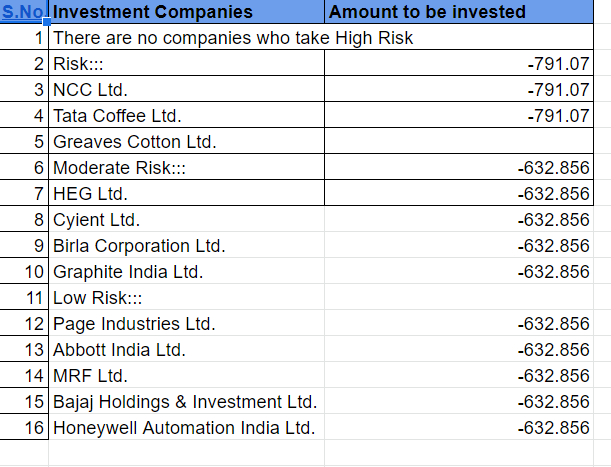 S.No Investment Companies Amount to be invested
1 There are no companies who take High Risk
2 Risk::: -791.07
3 NCC Ltd. -791.07
4 Tata Coffee Ltd. -791.07
5 Greaves Cotton Ltd.
6 Moderate Risk::: -632.856
7 HEG Ltd. -632.856
8 Cyient Ltd. -632.856
9 Birla Corporation Ltd. -632.856
10 Graphite India Ltd. -632.856
11 Low Risk:::
12 Page Industries Ltd. -632.856
13 Abbott India Ltd. -632.856
14 MRF Ltd. -632.856
15 Bajaj Holdings & Investment Ltd. -632.856
16 Honeywell Automation India Ltd. -632.856